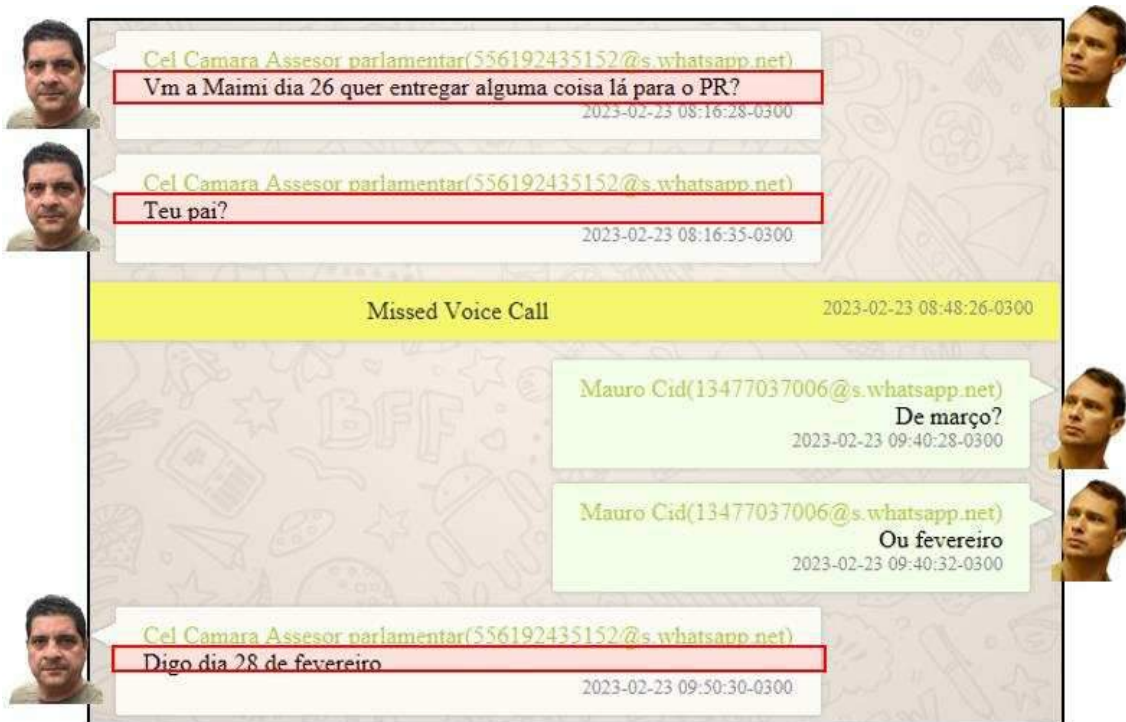 Cel Camara Assesor parlamentar(556192435152@s.whatsapp.net)
Vm a Maimi dia 26 quer entregar alguma coisa lá para o PR?
2023-02-23 08:16:28-0300
Cel Camara Assesor parlamentar(556192435152@s.whatsapp.net)
Teu pai?
2023-02-23 08:16:35-0300
Missed Voice Call
2023-02-23 08:48:26-0300
Mauro Cid(13477037006@s.whatsapp.net)
De março?
2023-02-23 09:40:28-0300
Mauro Cid(13477037006@s.whatsapp.net)
Ou fevereiro
2023-02-23 09:40:32-0300
Cel Camara Assesor parlamentar(556192435152@s.whatsapp.net)
Digo dia 28 de fevereiro
2023-02-23 09:50:30-0300
BFF